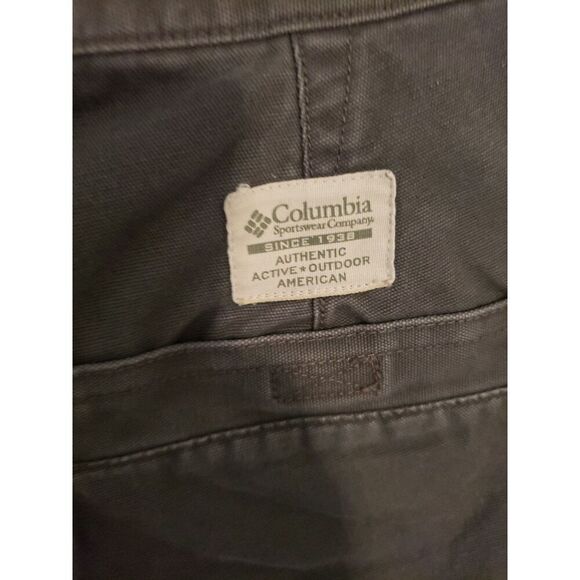 Columbia
Sportswear Company
SINCE 1938
AUTHENTIC
ACTIVE★OUTDOOR
AMERICAN